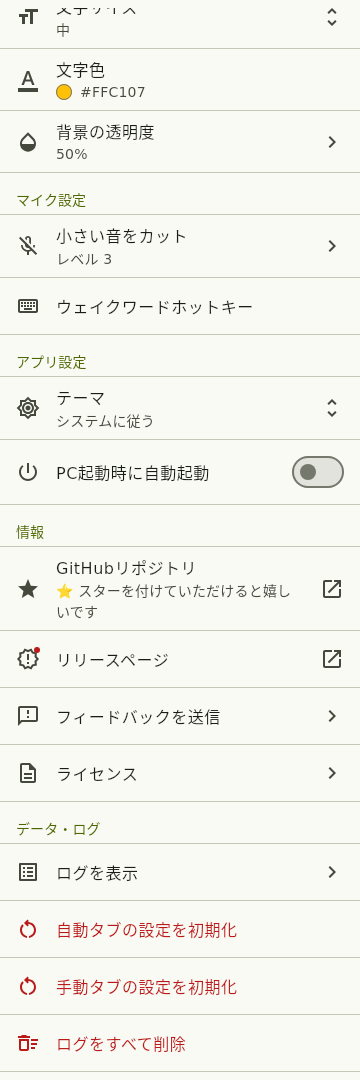 文字サイズ
中
文字色
#FFC107
背景の透明度
50%
マイク設定
小さい音をカット
レベル 3
ウェイクワードホットキー
アプリ設定
テーマ
システムに従う
PC起動時に自動起動
情報
GitHubリポジトリ
⭐ スターを付けていただけると嬉し
いです
リリースページ
フィードバックを送信
ライセンス
データ・ログ
ログを表示
自動タブの設定を初期化
手動タブの設定を初期化
ログをすべて削除